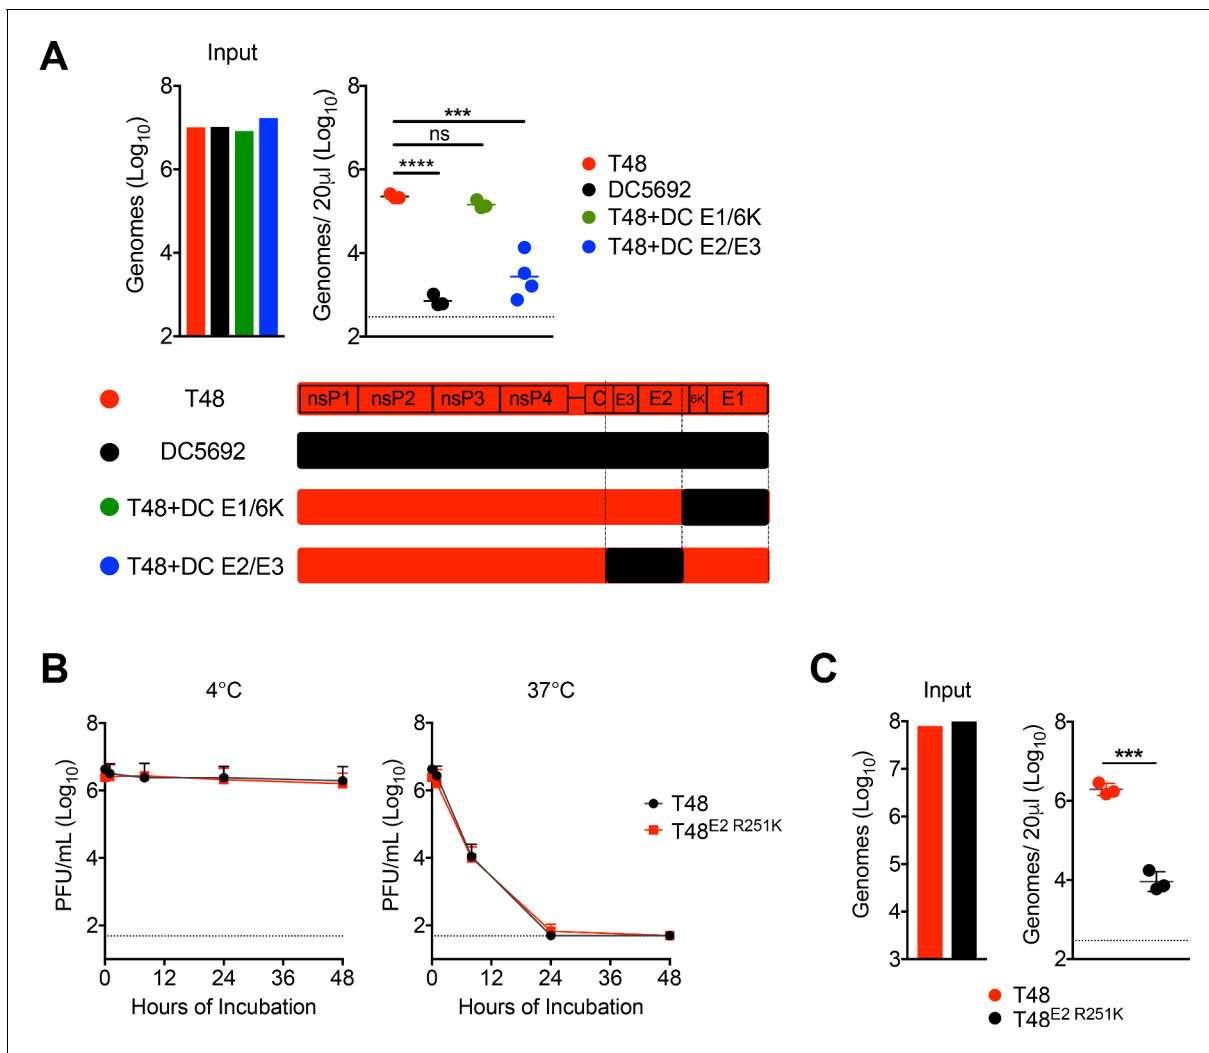 A
Input
Genomes (Log10)
8
6
4
2
Genomes/ 20µl (Log10)
8
6
4
2
***
ns
****
T48
DC5692
T48+DC E1/6K
T48+DC E2/E3
T48
nsP1 nsP2 nsP3 nsP4 C E3 E2 6K E1
DC5692
T48+DC E1/6K
T48+DC E2/E3
B
4°C
PFU/mL (Log10)
8
6
4
2
0 12 24 36 48
Hours of Incubation
37°C
PFU/mL (Log10)
8
6
4
2
0 12 24 36 48
Hours of Incubation
T48
T48E2 R251K
C
Input
Genomes (Log10)
8
7
6
5
4
3
Genomes/ 20µl (Log10)
8
6
4
2
***
T48
T48E2 R251K